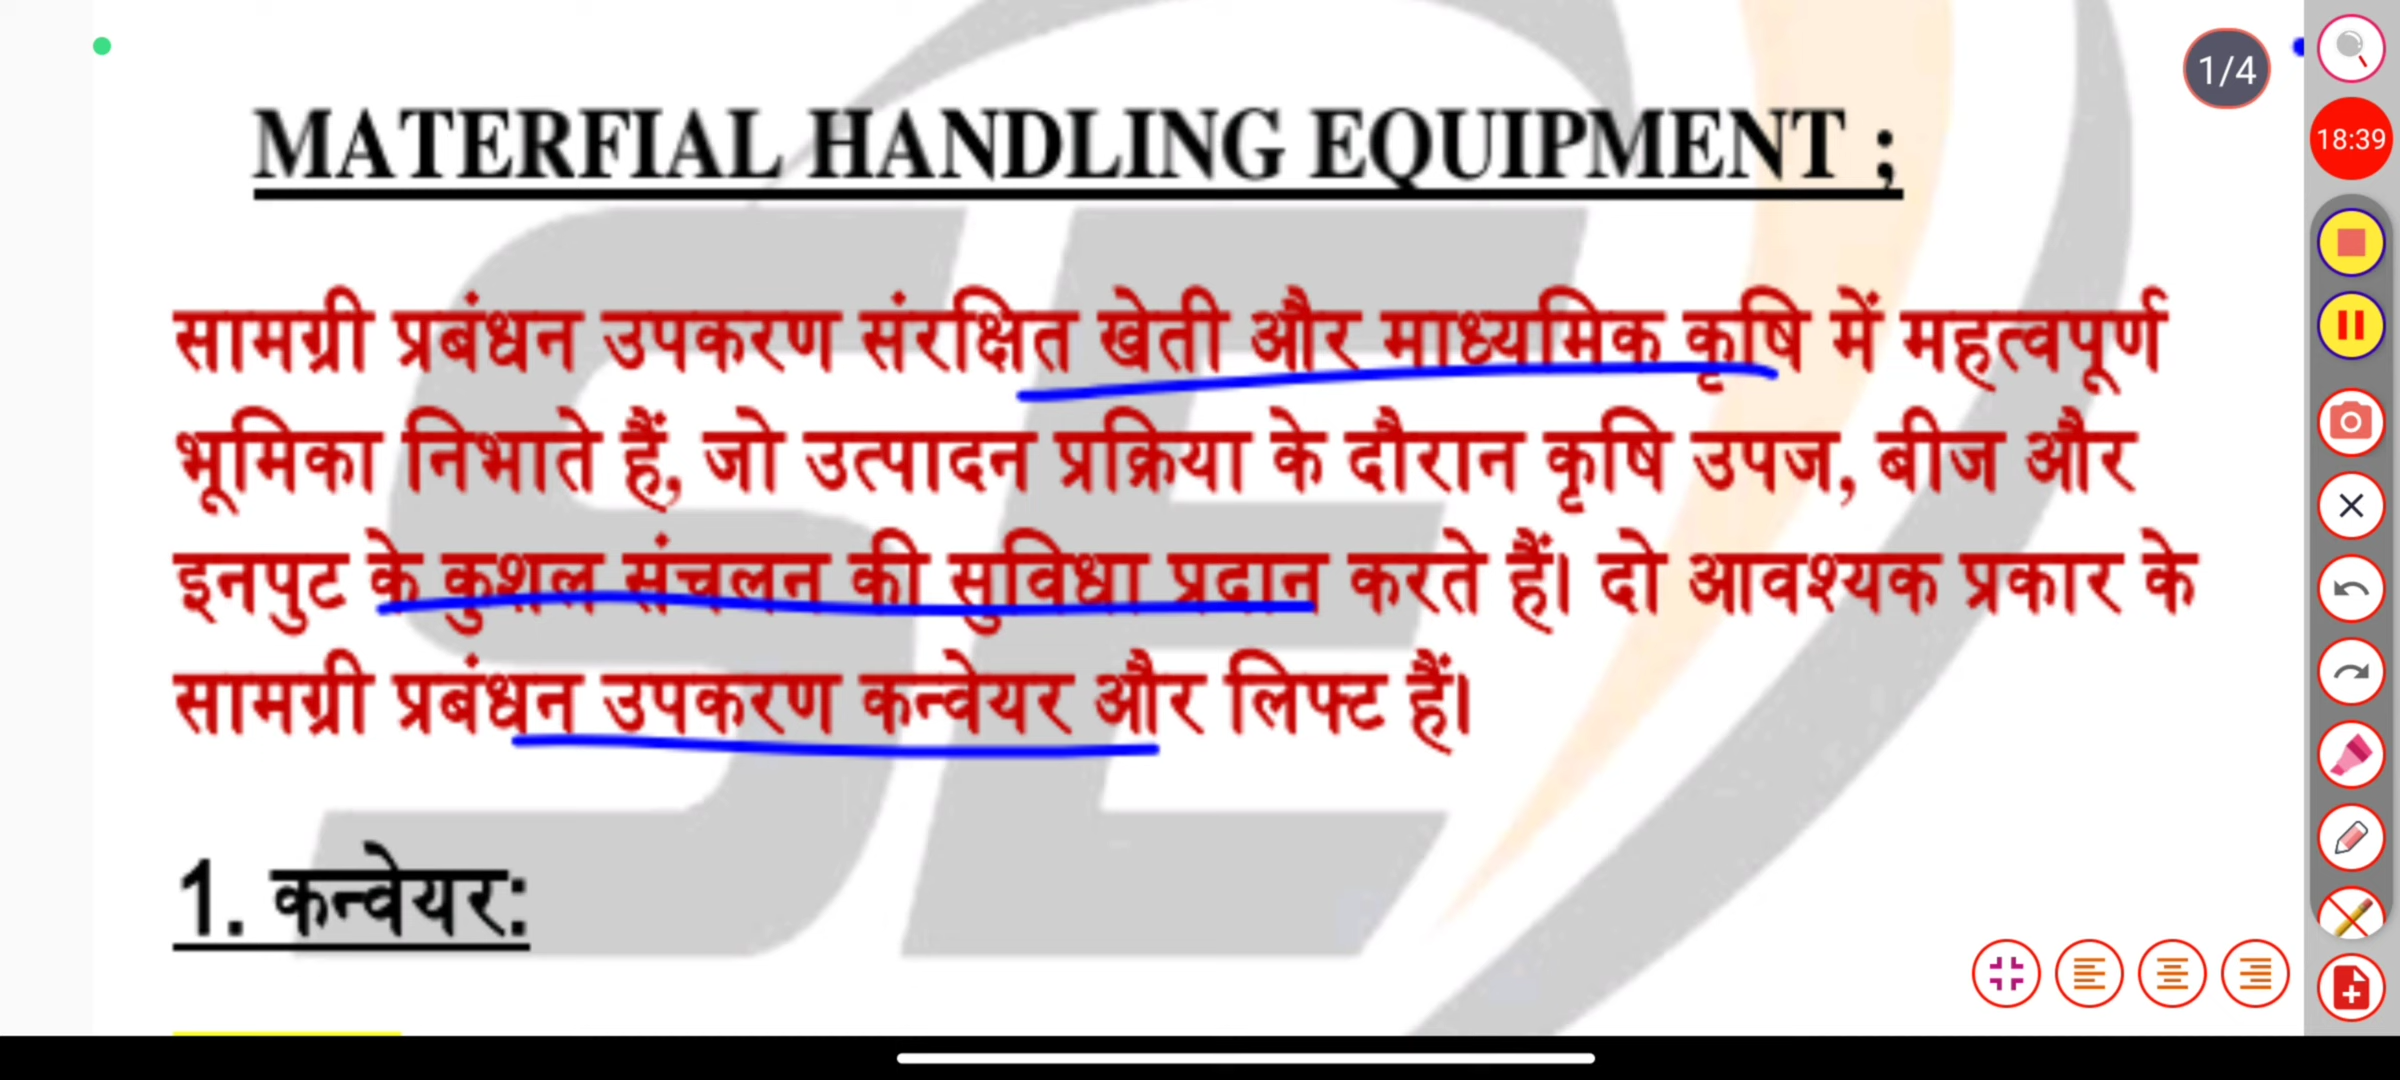 1/4
18:39
MATERFIAL HANDLING EQUIPMENT ;
सामग्री प्रबंधन उपकरण संरक्षित खेती और माध्यमिक कृषि में महत्वपूर्ण
भूमिका निभाते हैं, जो उत्पादन प्रक्रिया के दौरान कृषि उपज, बीज और
इनपुट के कुशल संचलन की सुविधा प्रदान करते हैं। दो आवश्यक प्रकार के
सामग्री प्रबंधन उपकरण कन्वेयर और लिफ्ट हैं।
1. कन्वेयर:
SE